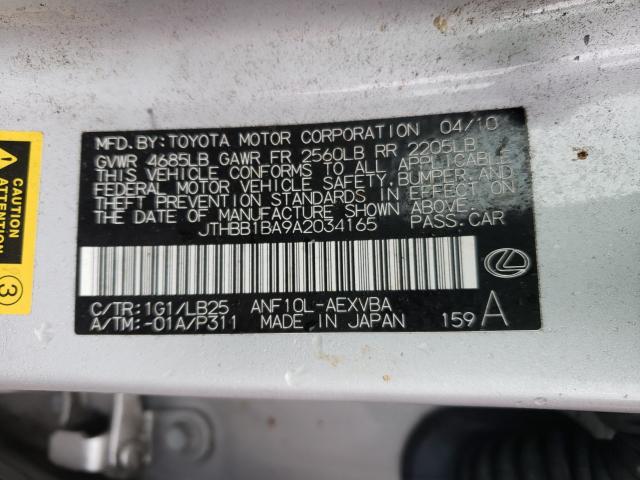 MFD. BY: TOYOTA MOTOR CORPORATION 04/10
GVWR 4685LB GAWR FR 2560LB RR 2205LB
THIS VEHICLE CONFORMS TO ALL APPLICABLE
FEDERAL MOTOR VEHICLE SAFETY, BUMPER, AND
THEFT PREVENTION STANDARDS IN EFFECT ON
THE DATE OF MANUFACTURE SHOWN ABOVE.
JTHBB1BA9A2034165 PASS. CAR
C/TR: 1G1/LB25 ANF10L-AEXVBA
A/TM: -01A/P311 MADE IN JAPAN 159 A
3